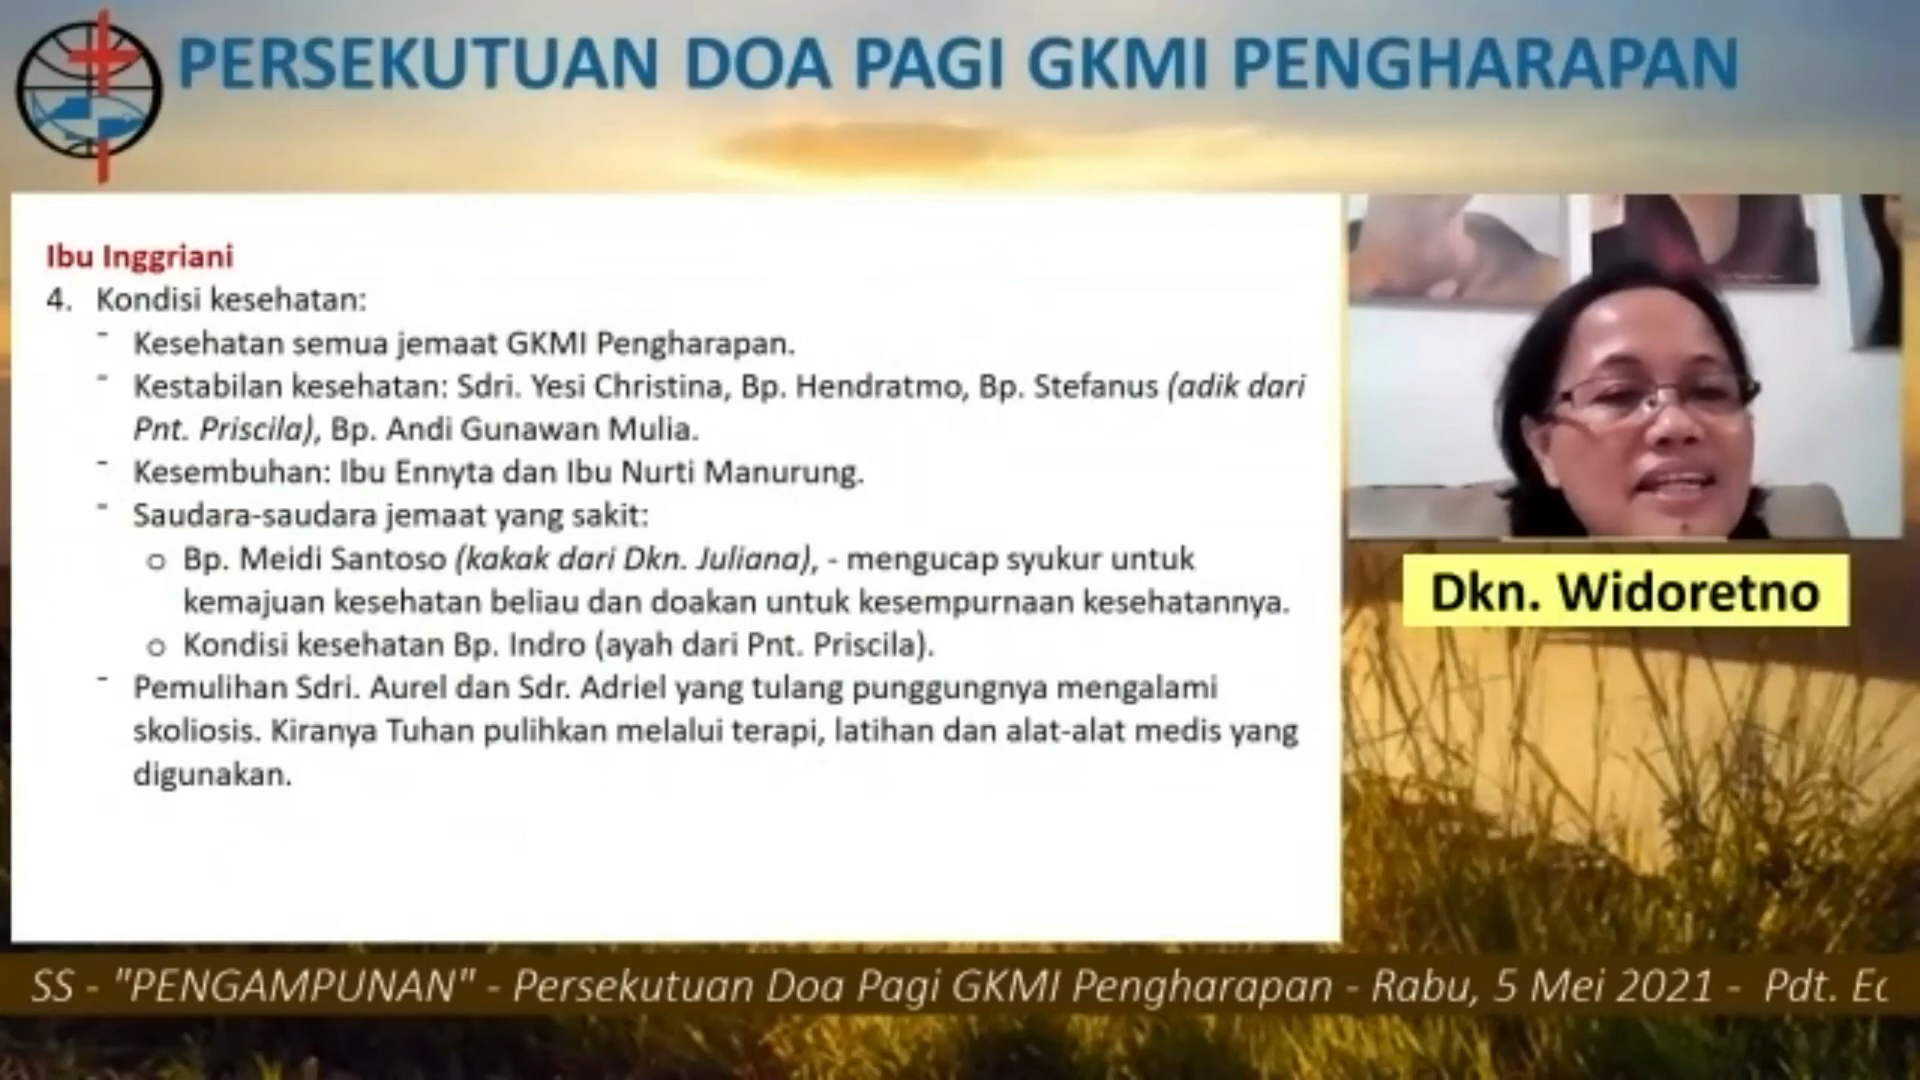 PERSEKUTUAN DOA PAGI GKMI PENGHARAPAN
Ibu Inggriani
4. Kondisi kesehatan:
- Kesehatan semua jemaat GKMI Pengharapan.
- Kestabilan kesehatan: Sdri. Yesi Christina, Bp. Hendratmo, Bp. Stefanus (adik dari
Pnt. Priscila), Bp. Andi Gunawan Mulia.
- Kesembuhan: Ibu Ennyta dan Ibu Nurti Manurung.
- Saudara-saudara jemaat yang sakit:
o Bp. Meidi Santoso (kakak dari Dkn. Juliana), - mengucap syukur untuk
kemajuan kesehatan beliau dan doakan untuk kesempurnaan kesehatannya.
o Kondisi kesehatan Bp. Indro (ayah dari Pnt. Priscila).
- Pemulihan Sdri. Aurel dan Sdr. Adriel yang tulang punggungnya mengalami
skoliosis. Kiranya Tuhan pulihkan melalui terapi, latihan dan alat-alat medis yang
digunakan.
Dkn. Widoretno
SS - "PENGAMPUNAN" - Persekutuan Doa Pagi GKMI Pengharapan - Rabu, 5 Mei 2021 - Pdt.